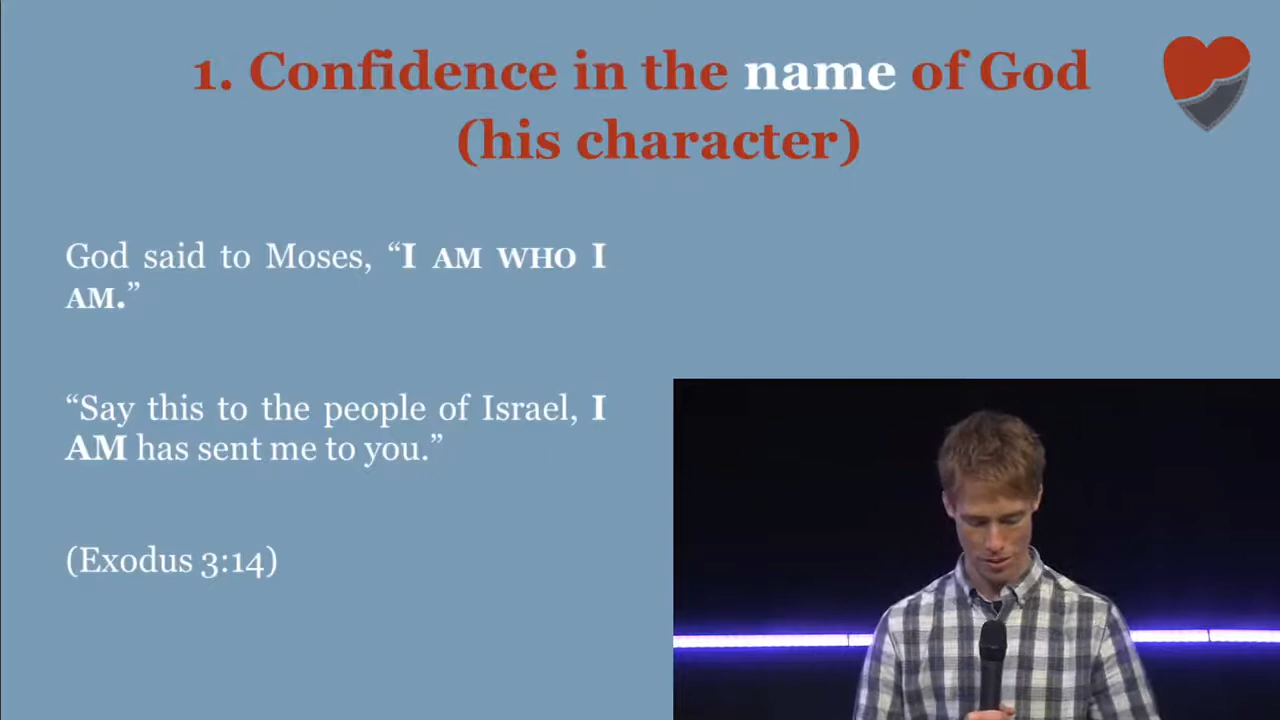 1. Confidence in the name of God
(his character)
God said to Moses, “I AM WHO I
AM.”
“Say this to the people of Israel, I
AM has sent me to you.”
(Exodus 3:14)